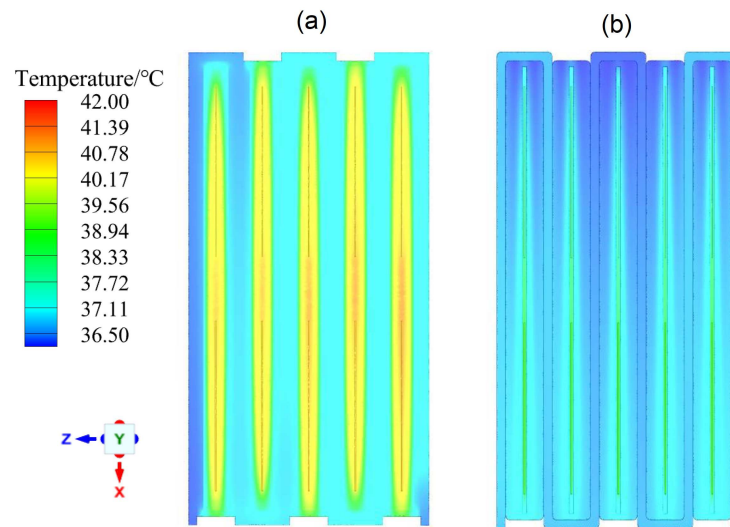 (a)
(b)
Temperature/°C
42.00
41.39
40.78
40.17
39.56
38.94
38.33
37.72
37.11
36.50
Z
Y
X